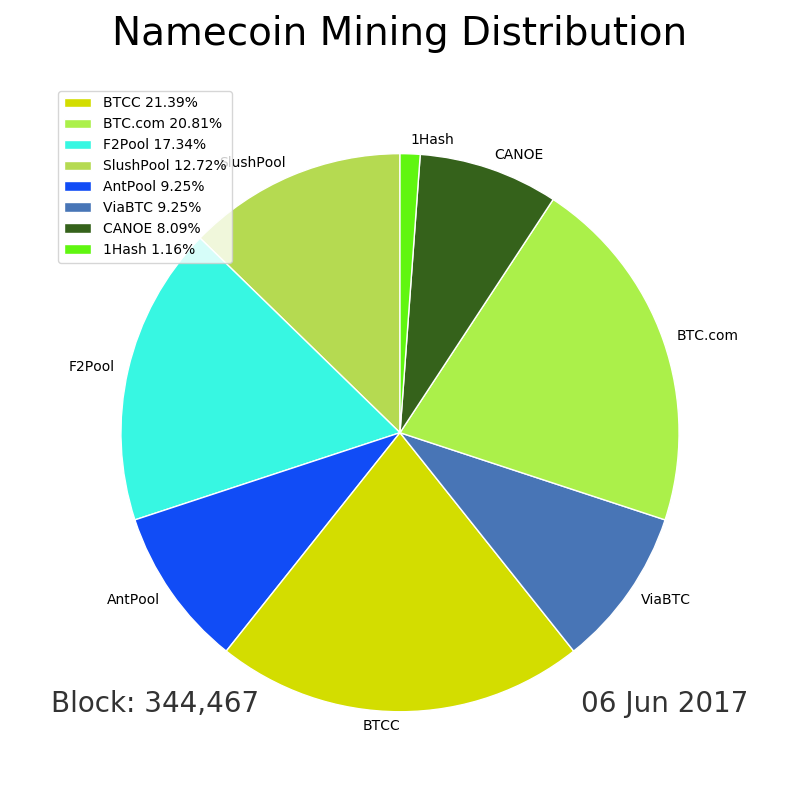 Namecoin Mining Distribution
BTCC 21.39%
BTC.com 20.81%
F2Pool 17.34%
SlushPool 12.72%
AntPool 9.25%
ViaBTC 9.25%
CANOE 8.09%
1Hash 1.16%
1Hash
CANOE
SlushPool
BTC.com
F2Pool
AntPool
ViaBTC
BTCC
Block: 344,467
06 Jun 2017